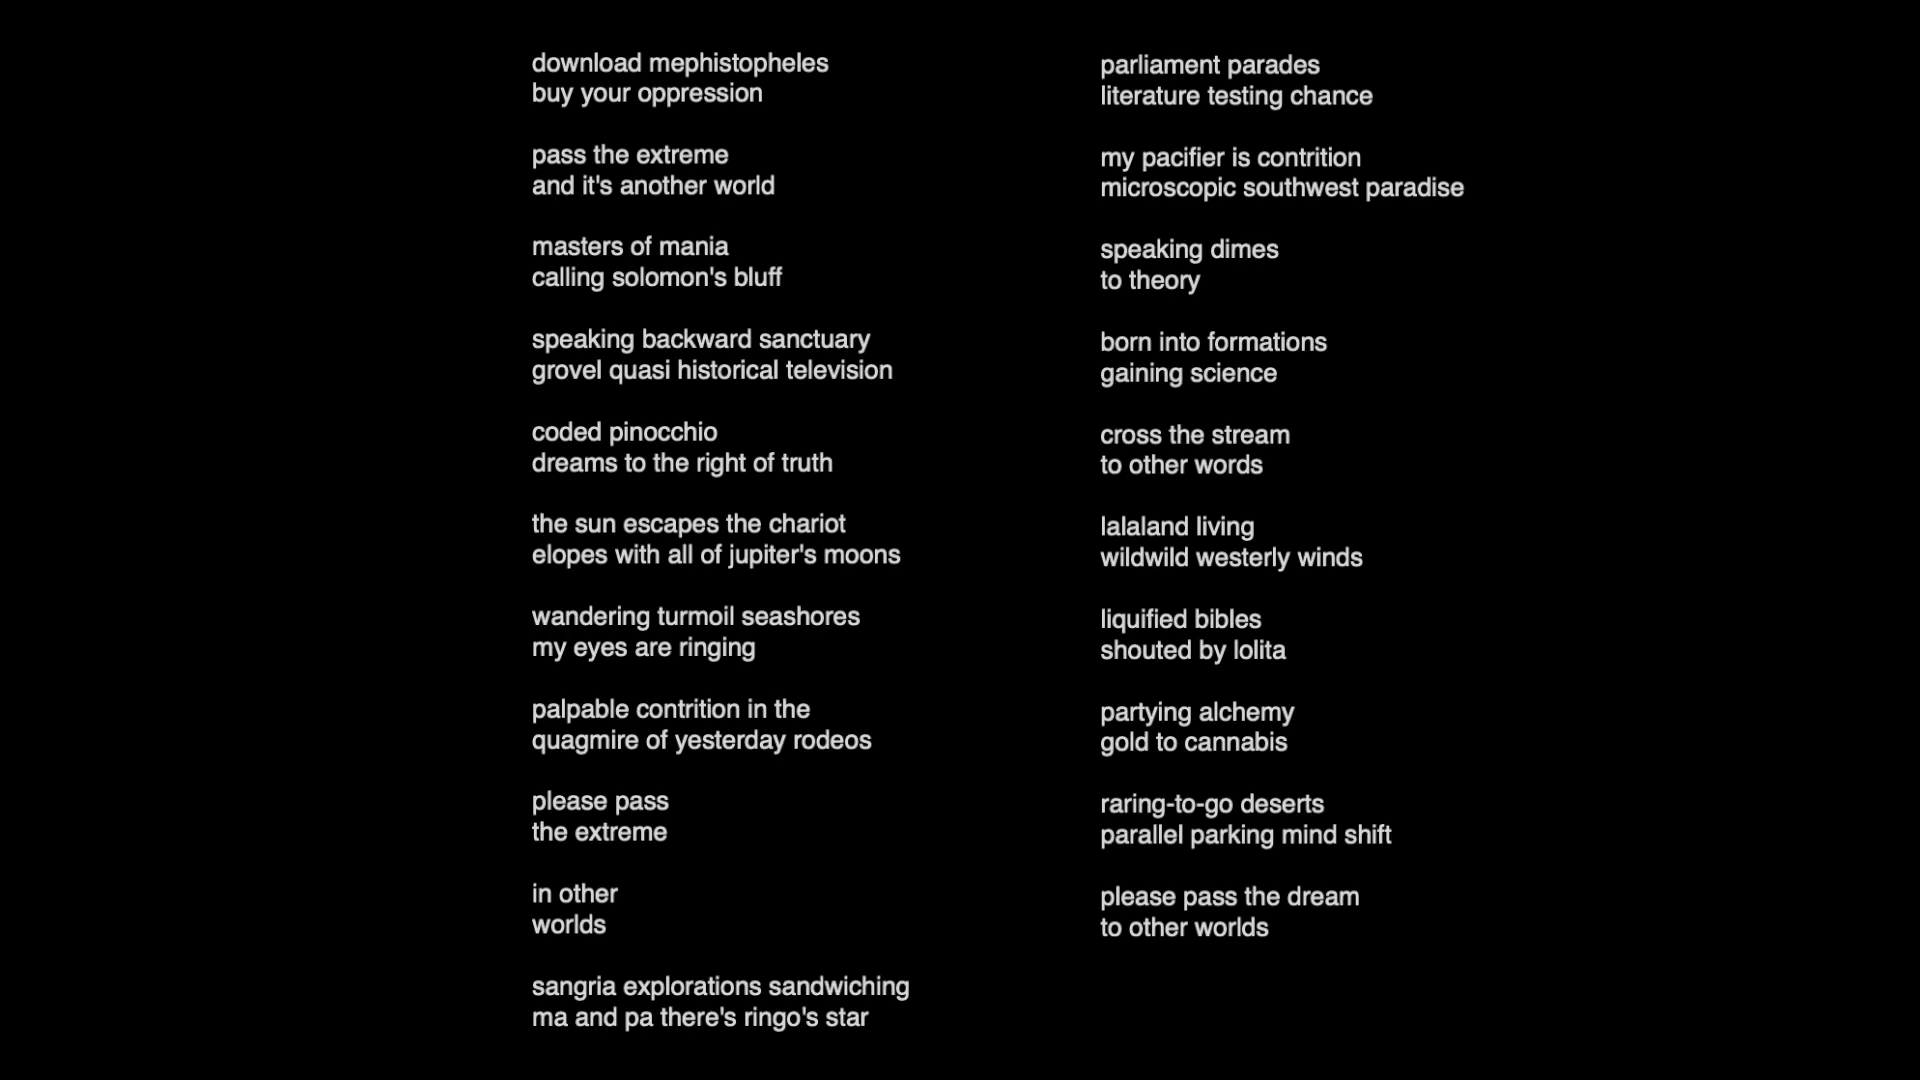 download mephistopheles
buy your oppression
pass the extreme
and it's another world
masters of mania
calling solomon's bluff
speaking backward sanctuary
grovel quasi historical television
coded pinocchio
dreams to the right of truth
the sun escapes the chariot
elopes with all of jupiter's moons
wandering turmoil seashores
my eyes are ringing
palpable contrition in the
quagmire of yesterday rodeos
please pass
the extreme
in other
worlds
sangria explorations sandwiching
ma and pa there's ringo's star
parliament parades
literature testing chance
my pacifier is contrition
microscopic southwest paradise
speaking dimes
to theory
born into formations
gaining science
cross the stream
to other words
lalaland living
wildwild westerly winds
liquified bibles
shouted by lolita
partying alchemy
gold to cannabis
raring-to-go deserts
parallel parking mind shift
please pass the dream
to other worlds